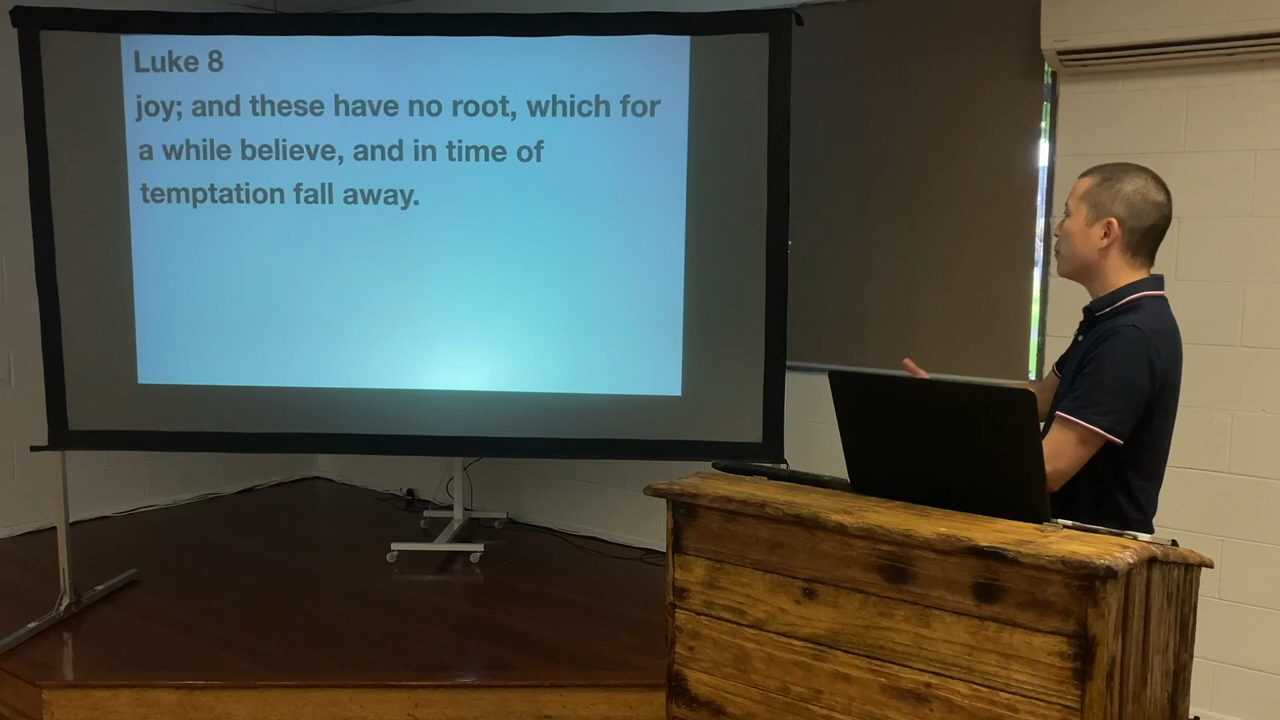 Luke 8
joy; and these have no root, which for
a while believe, and in time of
temptation fall away.